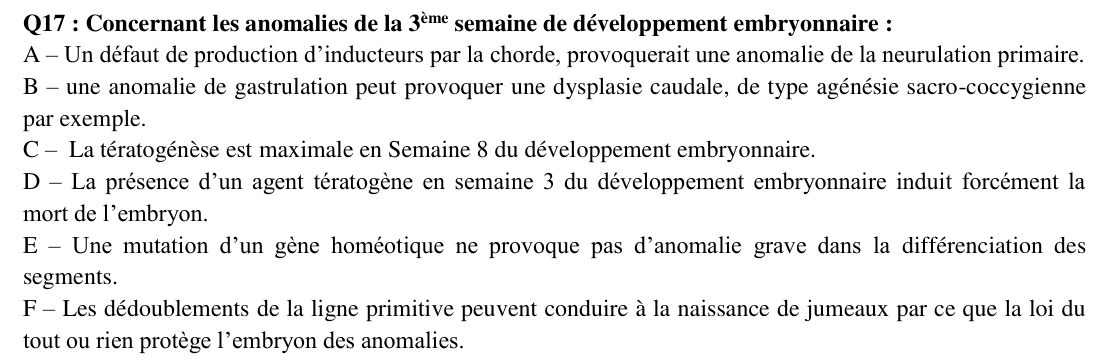 Q17 : Concernant les anomalies de la 3ème semaine de développement embryonnaire :
A – Un défaut de production d'inducteurs par la chorde, provoquerait une anomalie de la neurulation primaire.
B – une anomalie de gastrulation peut provoquer une dysplasie caudale, de type agénésie sacro-coccygienne
par exemple.
C – La tératogénèse est maximale en Semaine 8 du développement embryonnaire.
D – La présence d'un agent tératogène en semaine 3 du développement embryonnaire induit forcément la
mort de l'embryon.
E – Une mutation d'un gène homéotique ne provoque pas d'anomalie grave dans la différenciation des
segments.
F – Les dédoublements de la ligne primitive peuvent conduire à la naissance de jumeaux par ce que la loi du
tout ou rien protège l'embryon des anomalies.